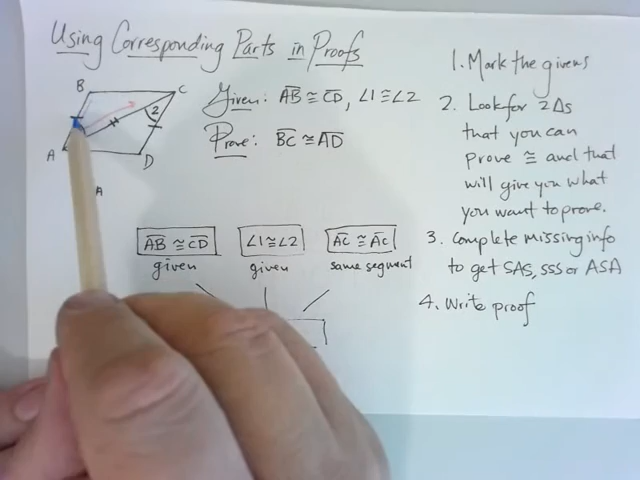 Using Corresponding Parts in Proofs
B
C
2
A
D
A
Given: AB ≅ CD, ∠1 ≅ ∠2
Prove: BC ≅ AD
AB ≅ CD
given
∠1 ≅ ∠2
given
AC ≅ AC
same segment
1. Mark the givens
2. Look for 2 Δs
that you can
prove ≅ and that
will give you what
you want to prove.
3. Complete missing info
to get SAS, SSS or ASA
4. Write proof